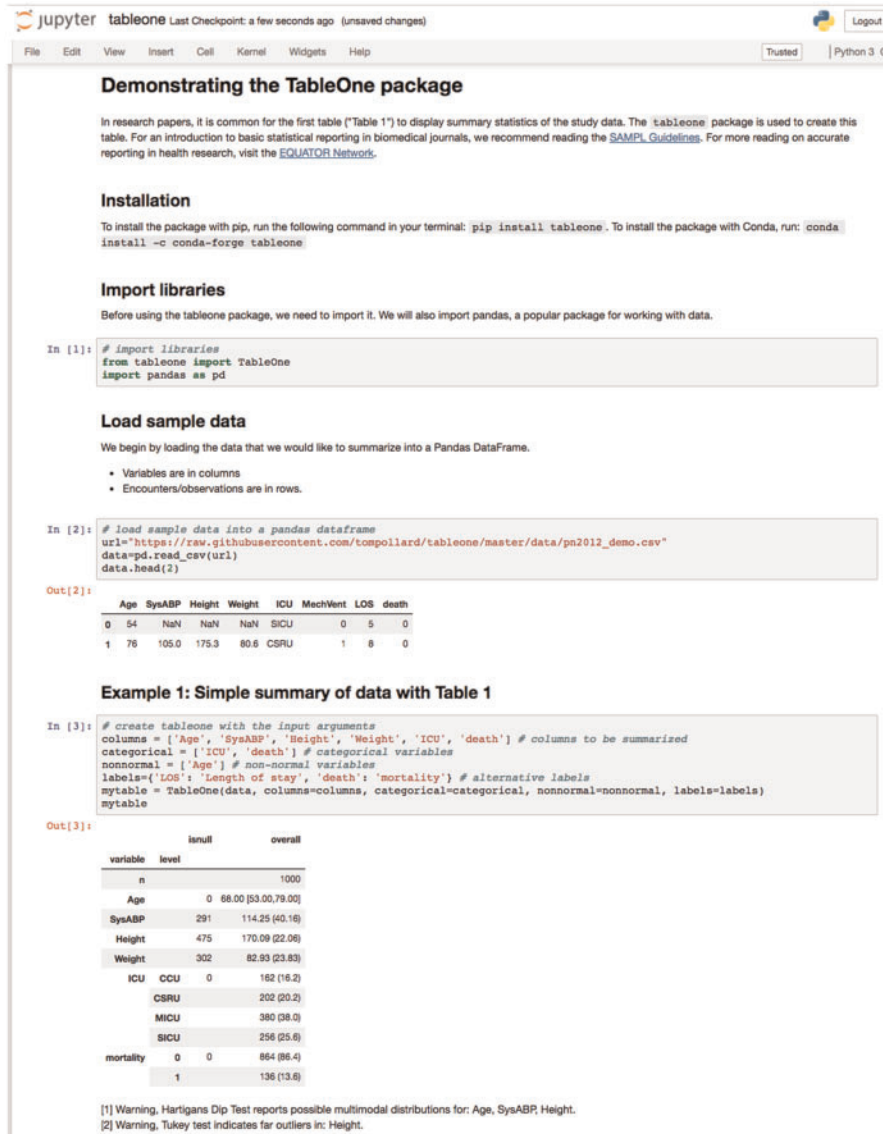 jupyter tableone Last Checkpoint: a few seconds ago (unsaved changes)
Logout
File Edit View Insert Cell Kernel Widgets Help
Trusted | Python 3
Demonstrating the TableOne package
In research papers, it is common for the first table ("Table 1") to display summary statistics of the study data. The tableone package is used to create this
table. For an introduction to basic statistical reporting in biomedical journals, we recommend reading the SAMPL Guidelines. For more reading on accurate
reporting in health research, visit the EQUATOR Network.
Installation
To install the package with pip, run the following command in your terminal: pip install tableone. To install the package with Conda, run: conda
install -c conda-forge tableone
Import libraries
Before using the tableone package, we need to import it. We will also import pandas, a popular package for working with data.
In [1]: # import libraries
from tableone import TableOne
import pandas as pd
Load sample data
We begin by loading the data that we would like to summarize into a Pandas DataFrame.
• Variables are in columns
• Encounters/observations are in rows.
In [2]: # load sample data into a pandas dataframe
url="https://raw.githubusercontent.com/tompollard/tableone/master/data/pn2012_demo.csv"
data=pd.read_csv(url)
data.head(2)
Out[2]:
Age SysABP Height Weight ICU MechVent LOS death
0 54 NaN NaN NaN SICU 0 5 0
1 76 105.0 175.3 80.6 CSRU 1 8 0
Example 1: Simple summary of data with Table 1
In [3]: # create tableone with the input arguments
columns = ['Age', 'SysABP', 'Height', 'Weight', 'ICU', 'death'] # columns to be summarized
categorical = ['ICU', 'death'] # categorical variables
nonnormal = ['Age'] # non-normal variables
labels={'LOS': 'Length of stay', 'death': 'mortality'} # alternative labels
mytable = TableOne(data, columns=columns, categorical=categorical, nonnormal=nonnormal, labels=labels)
mytable
Out[3]:
isnull overall
variable level
n 1000
Age 0 68.00 [53.00,79.00]
SysABP 291 114.25 (40.16)
Height 475 170.09 (22.06)
Weight 302 82.93 (23.83)
ICU CCU 0 162 (16.2)
CSRU 202 (20.2)
MICU 380 (38.0)
SICU 256 (25.6)
mortality 0 0 864 (86.4)
1 136 (13.6)
[1] Warning, Hartigans Dip Test reports possible multimodal distributions for: Age, SysABP, Height.
[2] Warning, Tukey test indicates far outliers in: Height.